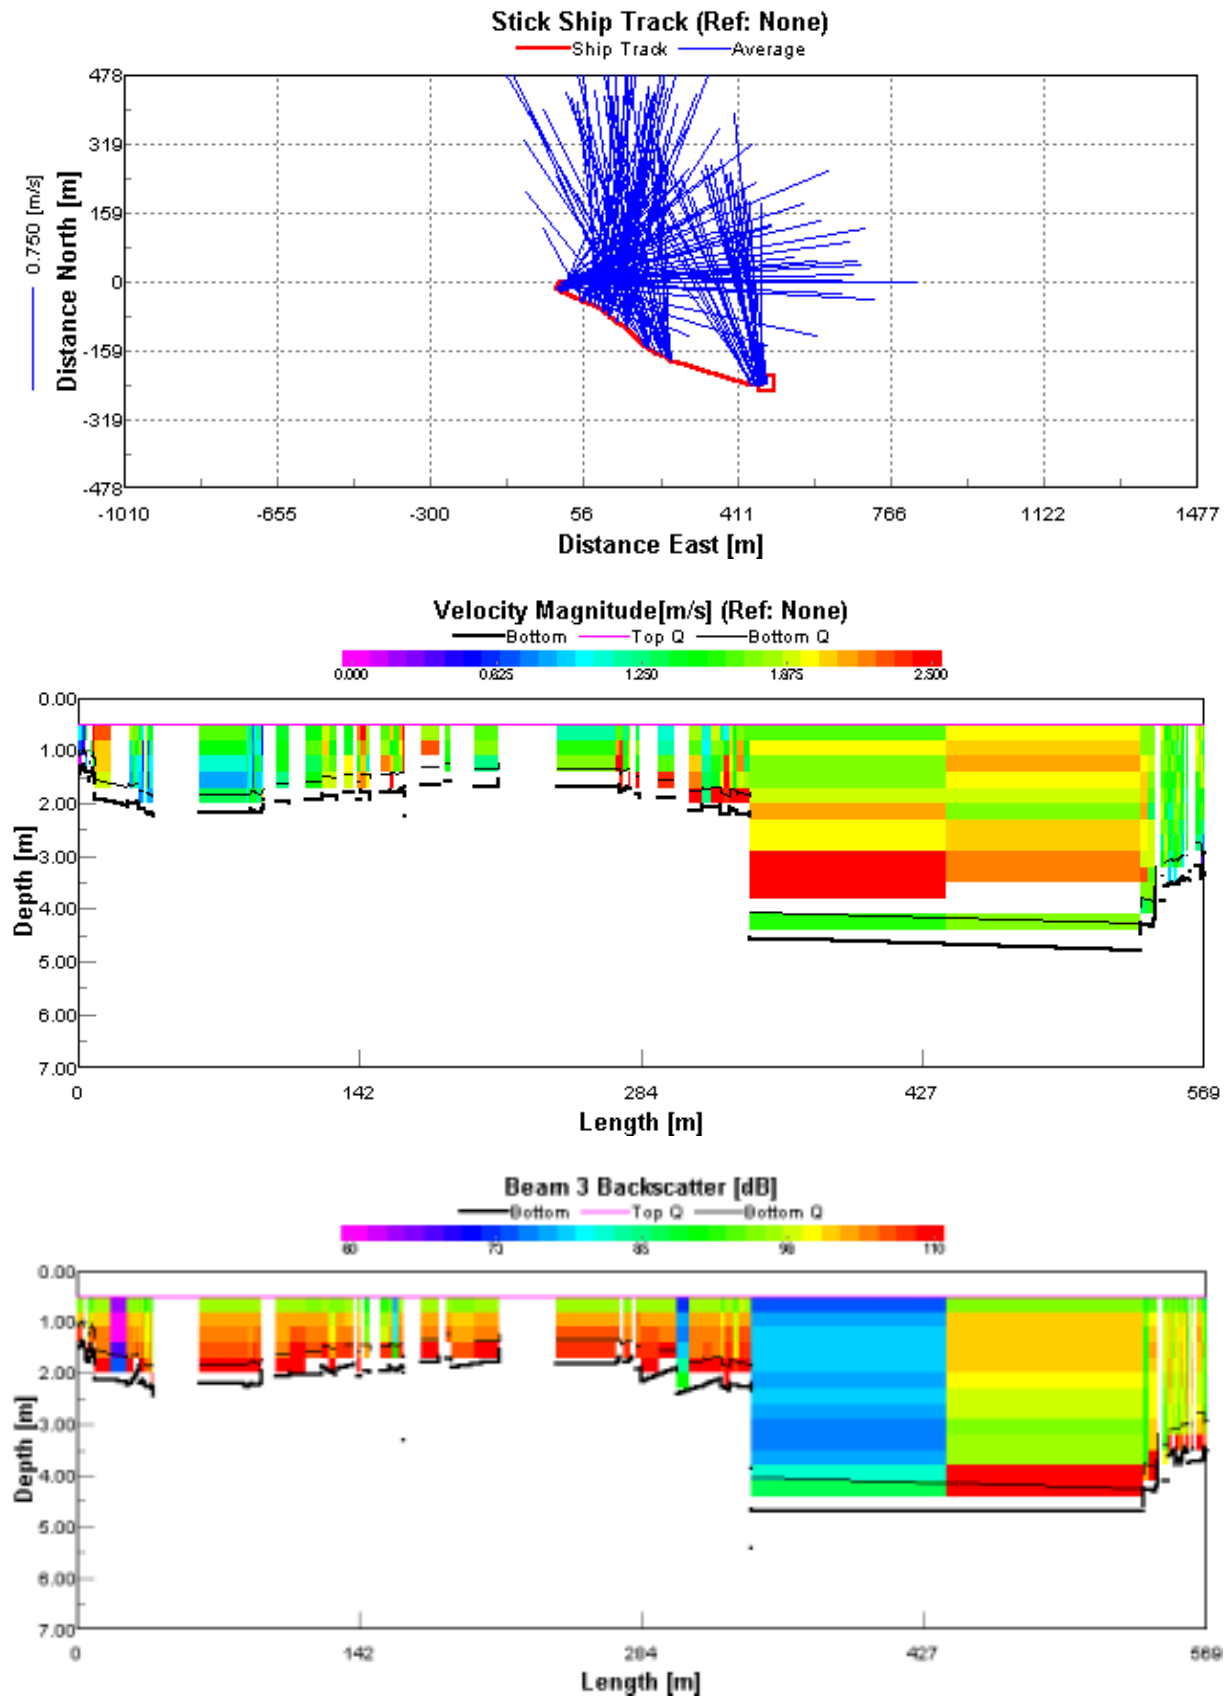 Stick Ship Track (Ref: None)
Ship Track Average
478
319
159
0
-159
-319
-478
0.750 [m/s]
Distance North [m]
-1010 -655 -300 56 411 766 1122 1477
Distance East [m]
Velocity Magnitude[m/s] (Ref: None)
Bottom Top Q Bottom Q
0.000 0.625 1.250 1.875 2.500
0.00
1.00
2.00
3.00
4.00
5.00
6.00
7.00
Depth [m]
0 142 284 427 569
Length [m]
Beam 3 Backscatter [dB]
Bottom Top Q Bottom Q
60 73 85 98 110
0.00
1.00
2.00
3.00
4.00
5.00
6.00
7.00
Depth [m]
0 142 284 427 569
Length [m]